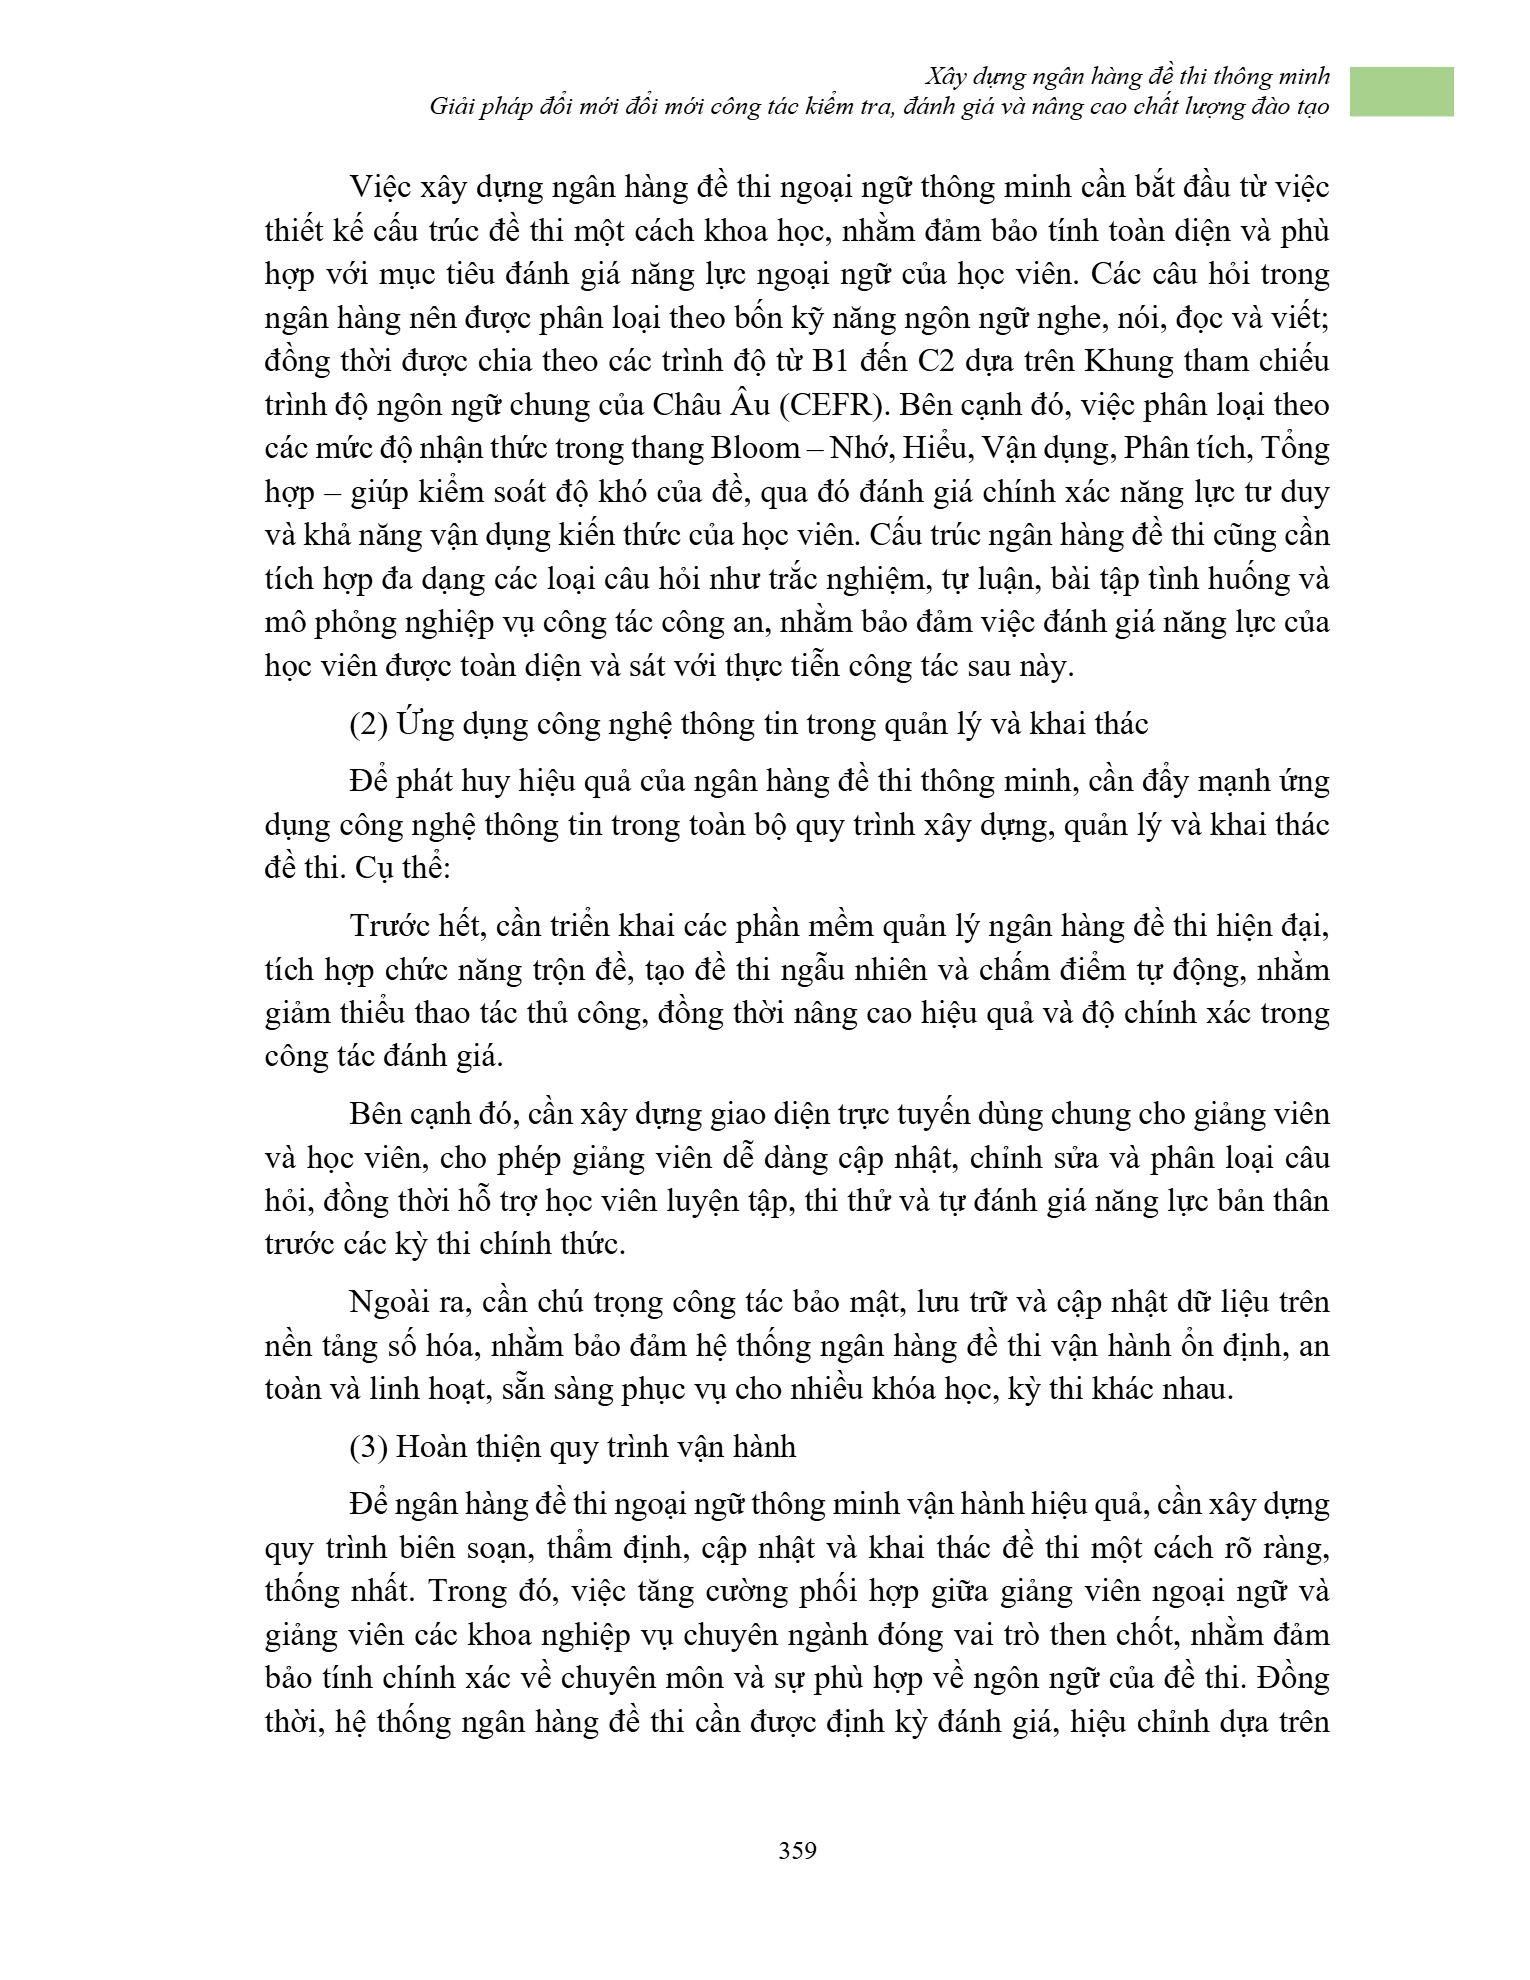 Xây dựng ngân hàng đề thi thông minh
Giải pháp đổi mới đổi mới công tác kiểm tra, đánh giá và nâng cao chất lượng đào tạo
Việc xây dựng ngân hàng đề thi ngoại ngữ thông minh cần bắt đầu từ việc
thiết kế cấu trúc đề thi một cách khoa học, nhằm đảm bảo tính toàn diện và phù
hợp với mục tiêu đánh giá năng lực ngoại ngữ của học viên. Các câu hỏi trong
ngân hàng nên được phân loại theo bốn kỹ năng ngôn ngữ nghe, nói, đọc và viết;
đồng thời được chia theo các trình độ từ B1 đến C2 dựa trên Khung tham chiếu
trình độ ngôn ngữ chung của Châu Âu (CEFR). Bên cạnh đó, việc phân loại theo
các mức độ nhận thức trong thang Bloom – Nhớ, Hiểu, Vận dụng, Phân tích, Tổng
hợp – giúp kiểm soát độ khó của đề, qua đó đánh giá chính xác năng lực tư duy
và khả năng vận dụng kiến thức của học viên. Cấu trúc ngân hàng đề thi cũng cần
tích hợp đa dạng các loại câu hỏi như trắc nghiệm, tự luận, bài tập tình huống và
mô phỏng nghiệp vụ công tác công an, nhằm bảo đảm việc đánh giá năng lực của
học viên được toàn diện và sát với thực tiễn công tác sau này.
(2) Ứng dụng công nghệ thông tin trong quản lý và khai thác
Để phát huy hiệu quả của ngân hàng đề thi thông minh, cần đẩy mạnh ứng
dụng công nghệ thông tin trong toàn bộ quy trình xây dựng, quản lý và khai thác
đề thi. Cụ thể:
Trước hết, cần triển khai các phần mềm quản lý ngân hàng đề thi hiện đại,
tích hợp chức năng trộn đề, tạo đề thi ngẫu nhiên và chấm điểm tự động, nhằm
giảm thiểu thao tác thủ công, đồng thời nâng cao hiệu quả và độ chính xác trong
công tác đánh giá.
Bên cạnh đó, cần xây dựng giao diện trực tuyến dùng chung cho giảng viên
và học viên, cho phép giảng viên dễ dàng cập nhật, chỉnh sửa và phân loại câu
hỏi, đồng thời hỗ trợ học viên luyện tập, thi thử và tự đánh giá năng lực bản thân
trước các kỳ thi chính thức.
Ngoài ra, cần chú trọng công tác bảo mật, lưu trữ và cập nhật dữ liệu trên
nền tảng số hóa, nhằm bảo đảm hệ thống ngân hàng đề thi vận hành ổn định, an
toàn và linh hoạt, sẵn sàng phục vụ cho nhiều khóa học, kỳ thi khác nhau.
(3) Hoàn thiện quy trình vận hành
Để ngân hàng đề thi ngoại ngữ thông minh vận hành hiệu quả, cần xây dựng
quy trình biên soạn, thẩm định, cập nhật và khai thác đề thi một cách rõ ràng,
thống nhất. Trong đó, việc tăng cường phối hợp giữa giảng viên ngoại ngữ và
giảng viên các khoa nghiệp vụ chuyên ngành đóng vai trò then chốt, nhằm đảm
bảo tính chính xác về chuyên môn và sự phù hợp về ngôn ngữ của đề thi. Đồng
thời, hệ thống ngân hàng đề thi cần được định kỳ đánh giá, hiệu chỉnh dựa trên
359